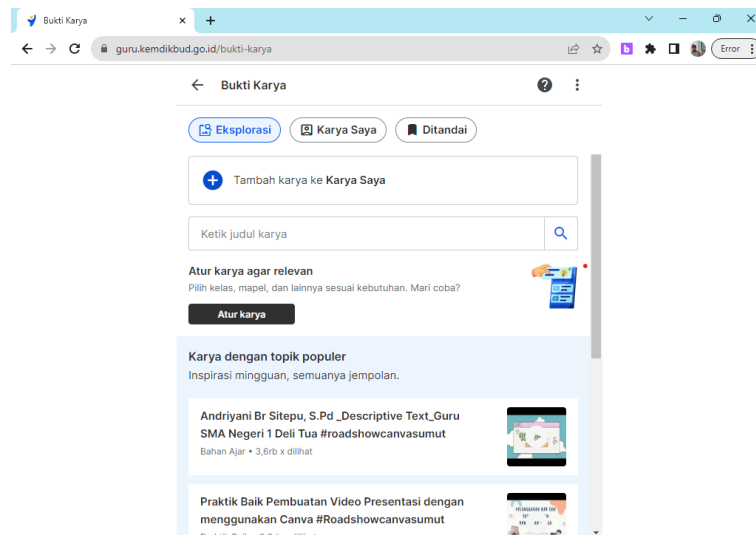 Bukti Karya
guru.kemdikbud.go.id/bukti-karya
Error
Bukti Karya
Eksplorasi
Karya Saya
Ditandai
Tambah karya ke Karya Saya
Ketik judul karya
Atur karya agar relevan
Pilih kelas, mapel, dan lainnya sesuai kebutuhan. Mari coba?
Atur karya
Karya dengan topik populer
Inspirasi mingguan, semuanya jempolan.
Andriyani Br Sitepu, S.Pd _Descriptive Text_Guru
SMA Negeri 1 Deli Tua #roadshowcanvasumut
Bahan Ajar • 3,6rb x dilihat
Praktik Baik Pembuatan Video Presentasi dengan
menggunakan Canva #Roadshowcanvasumut